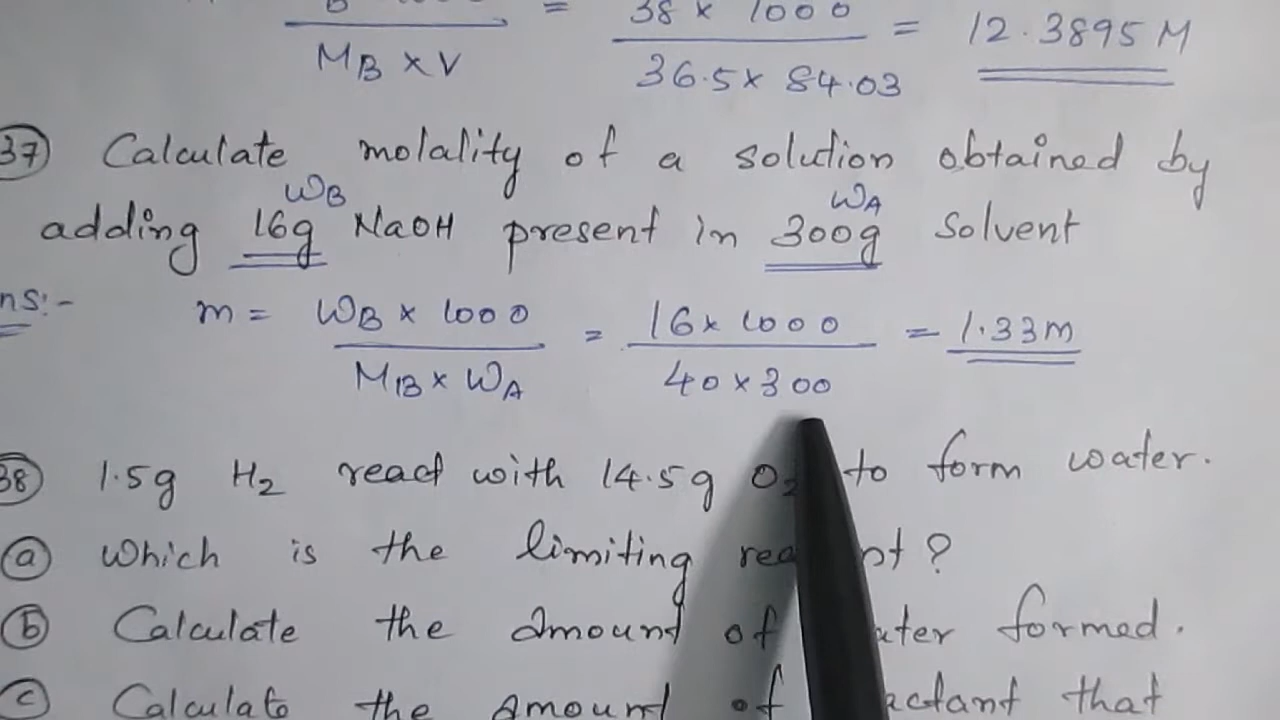 B 1000 = 38 × 1000 = 12.3895 M
MB × V 36.5 × 84.03
37 Calculate molality of a solution obtained by
WB WA
adding 16g NaOH present in 300g solvent
ns:- m = WB × 1000 = 16 × 1000 = 1.33m
MB × WA 40 × 300
38 1.5g H2 react with 14.5g O2 to form water.
a Which is the limiting ?
b Calculate the amount of formed.
c Calculate the amount of that